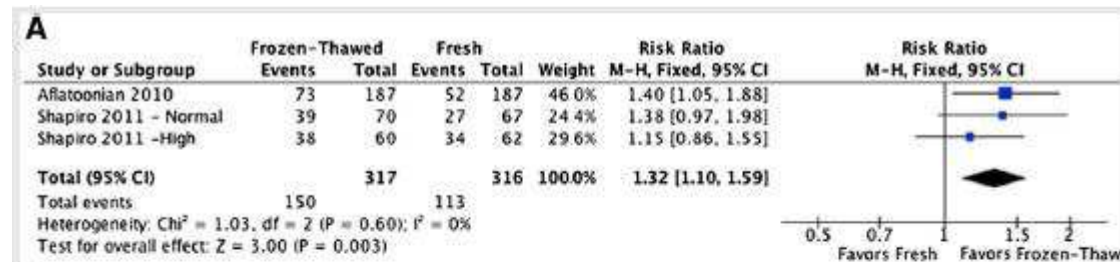 A
Frozen-Thawed Fresh Risk Ratio Risk Ratio
Study or Subgroup Events Total Events Total Weight M-H, Fixed, 95% CI M-H, Fixed, 95% CI
Aflatoonian 2010 73 187 52 187 46.0% 1.40 [1.05, 1.88]
Shapiro 2011 - Normal 39 70 27 67 24.4% 1.38 [0.97, 1.98]
Shapiro 2011 -High 38 60 34 62 29.6% 1.15 [0.86, 1.55]
Total (95% CI) 317 316 100.0% 1.32 [1.10, 1.59]
Total events 150 113
Heterogeneity: Chi² = 1.03, df = 2 (P = 0.60); I² = 0%
Test for overall effect: Z = 3.00 (P = 0.003)
0.5 0.7 1 1.5 2
Favors Fresh Favors Frozen-Thaw